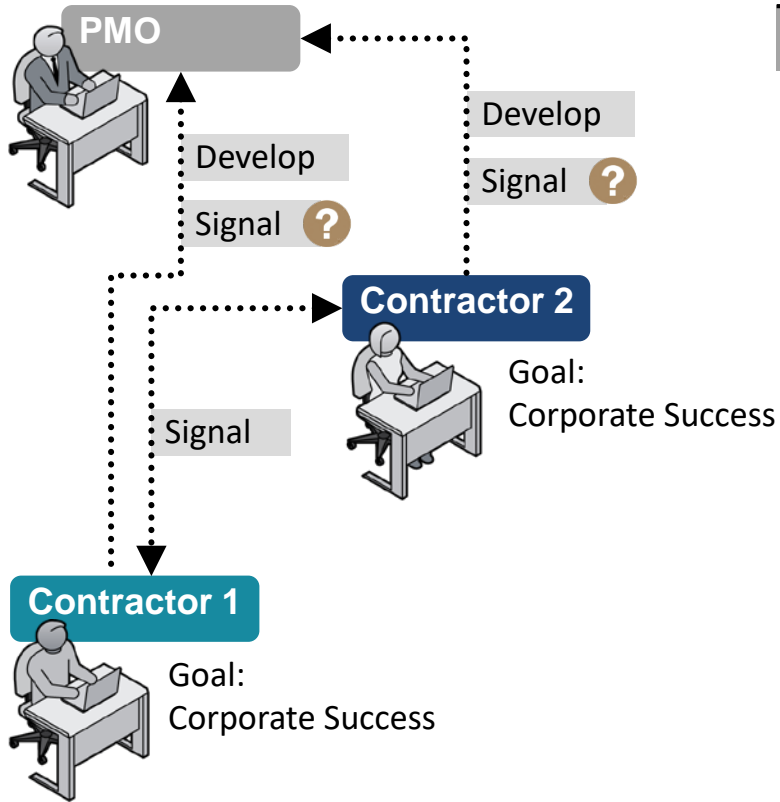 PMO
Develop
Signal ?
Develop
Signal ?
Contractor 2
Goal:
Corporate Success
Signal
Contractor 1
Goal:
Corporate Success